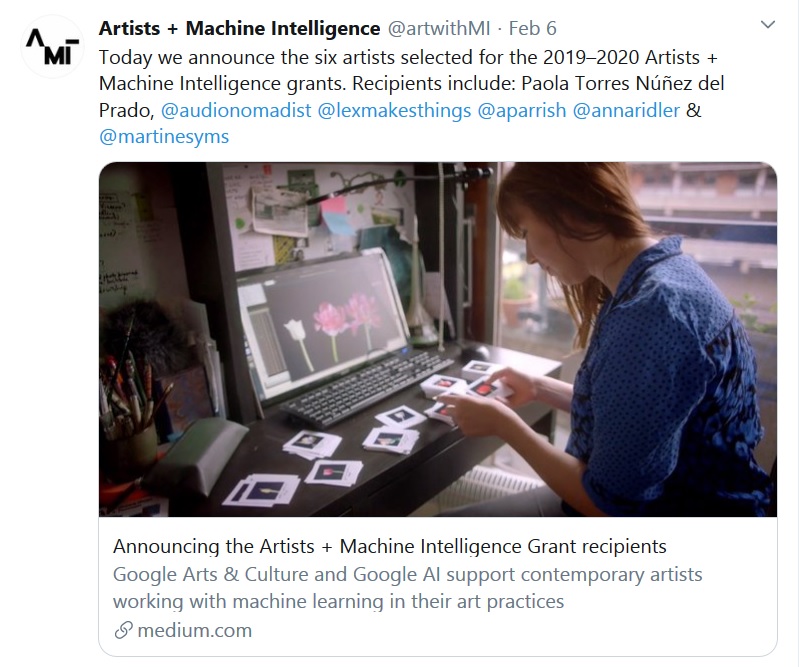 AMI
Artists + Machine Intelligence @artwithMI · Feb 6
Today we announce the six artists selected for the 2019–2020 Artists +
Machine Intelligence grants. Recipients include: Paola Torres Núñez del
Prado, @audionomadist @lexmakesthings @aparrish @annaridler &
@martinesyms
Announcing the Artists + Machine Intelligence Grant recipients
Google Arts & Culture and Google AI support contemporary artists
working with machine learning in their art practices
medium.com